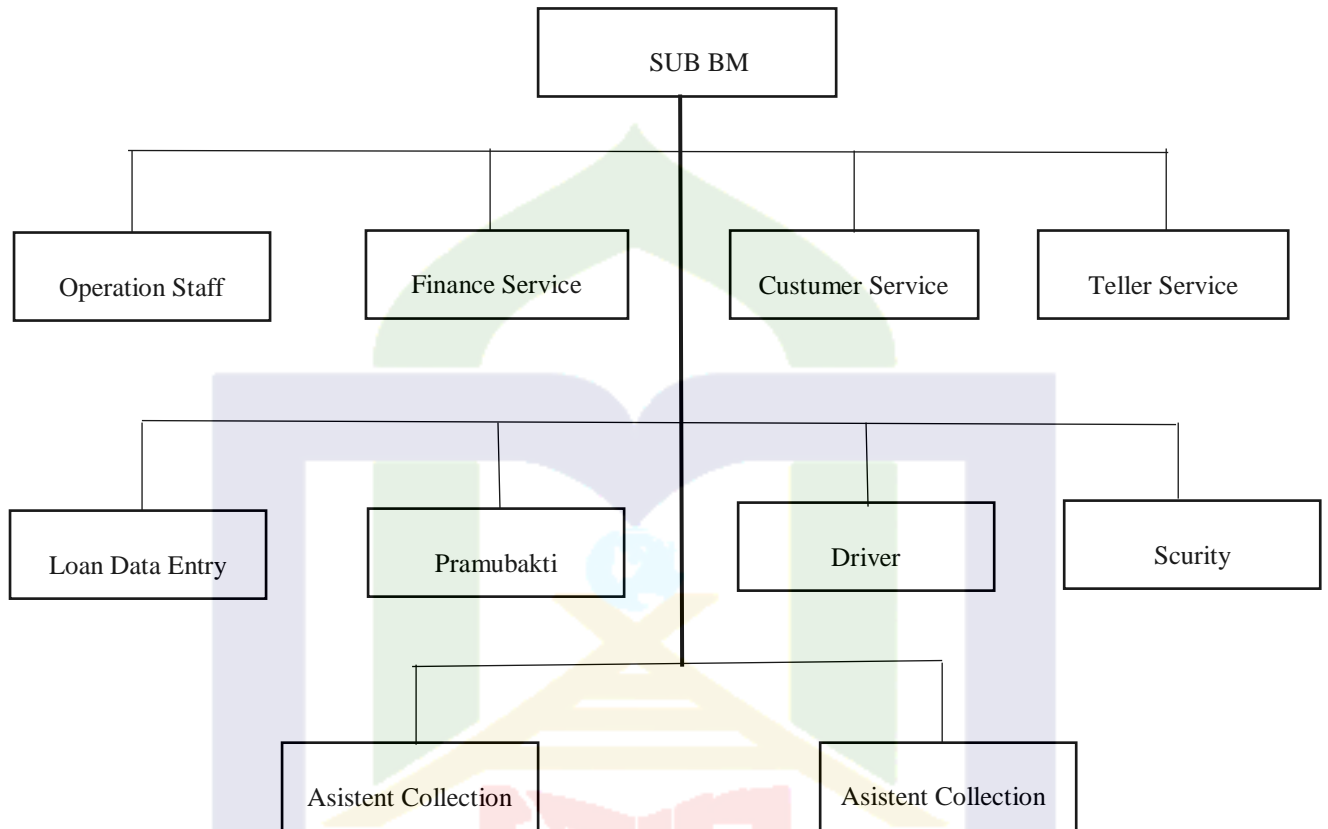 SUB BM
Operation Staff
Finance Service
Custumer Service
Teller Service
Loan Data Entry
Pramubakti
Driver
Scurity
Asistent Collection
Asistent Collection